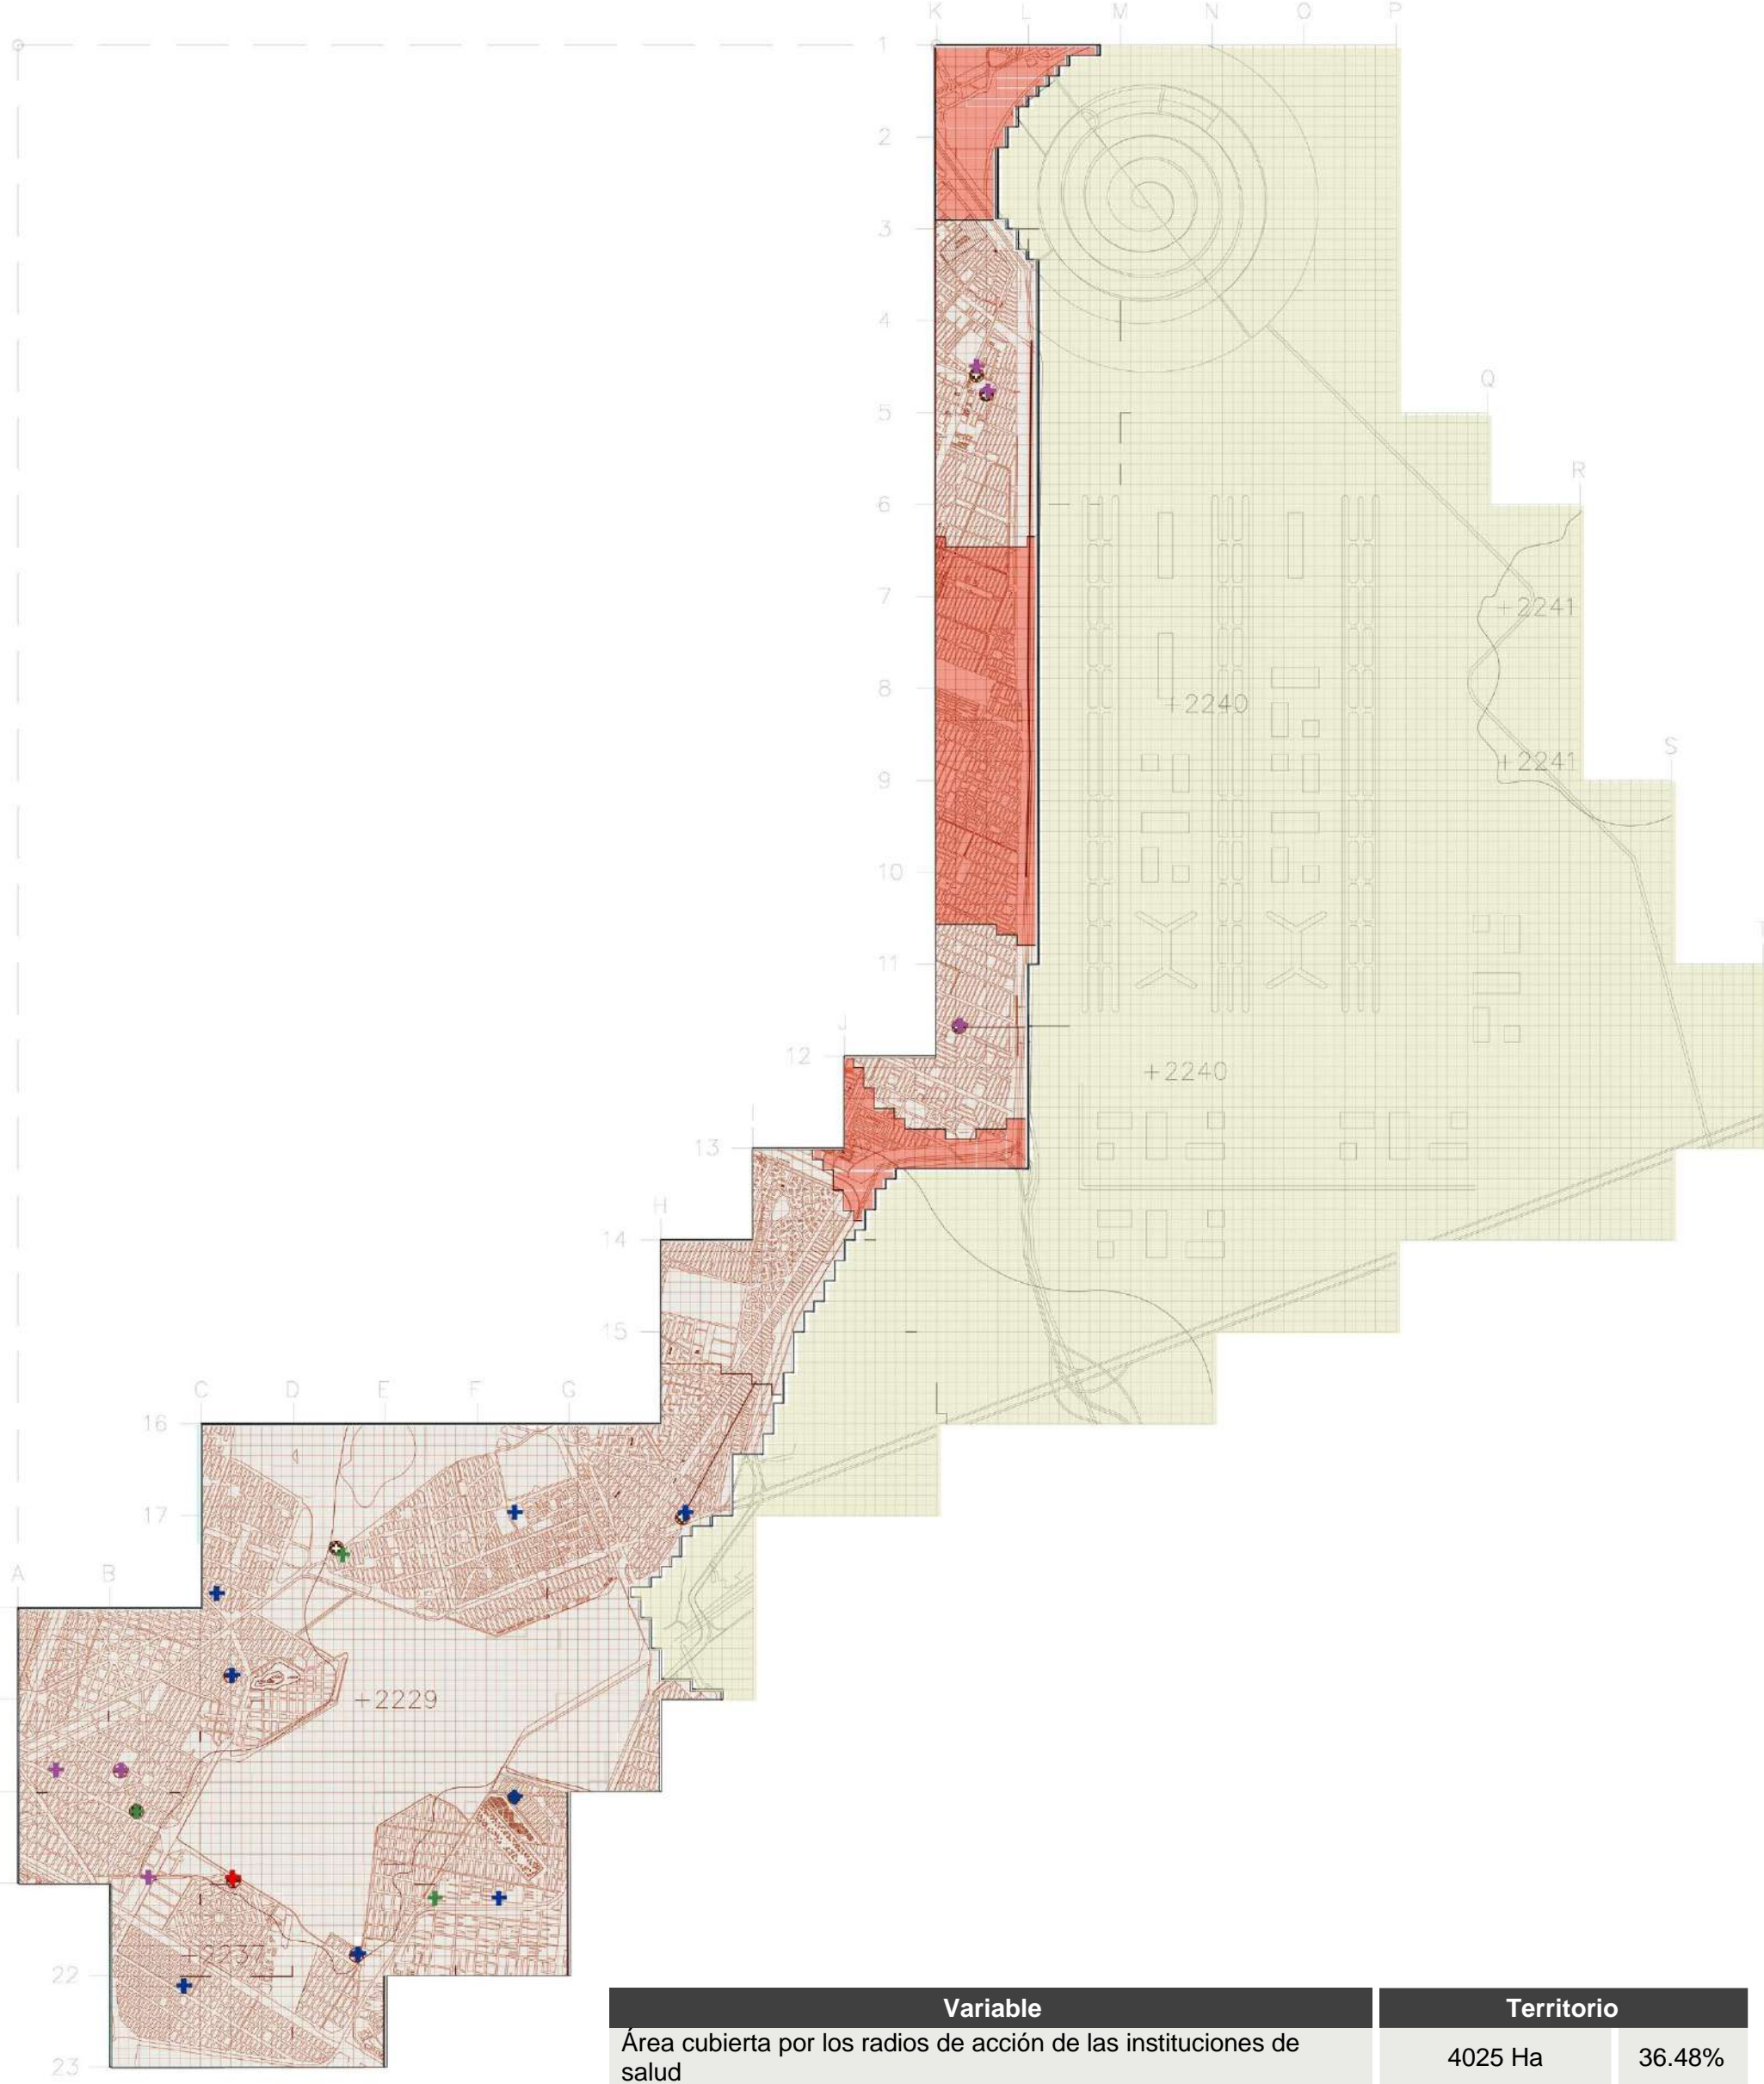 K L M N O P
1
2
3
4
Q
5
R
6
+2241
7
8
+2240
S
+2241
9
10
11
J
12
+2240
I
13
H
14
15
C D E F G
16
17
A B
+2229
+2237
22
23
Variable Territorio
Área cubierta por los radios de acción de las instituciones de
salud
4025 Ha 36.48%